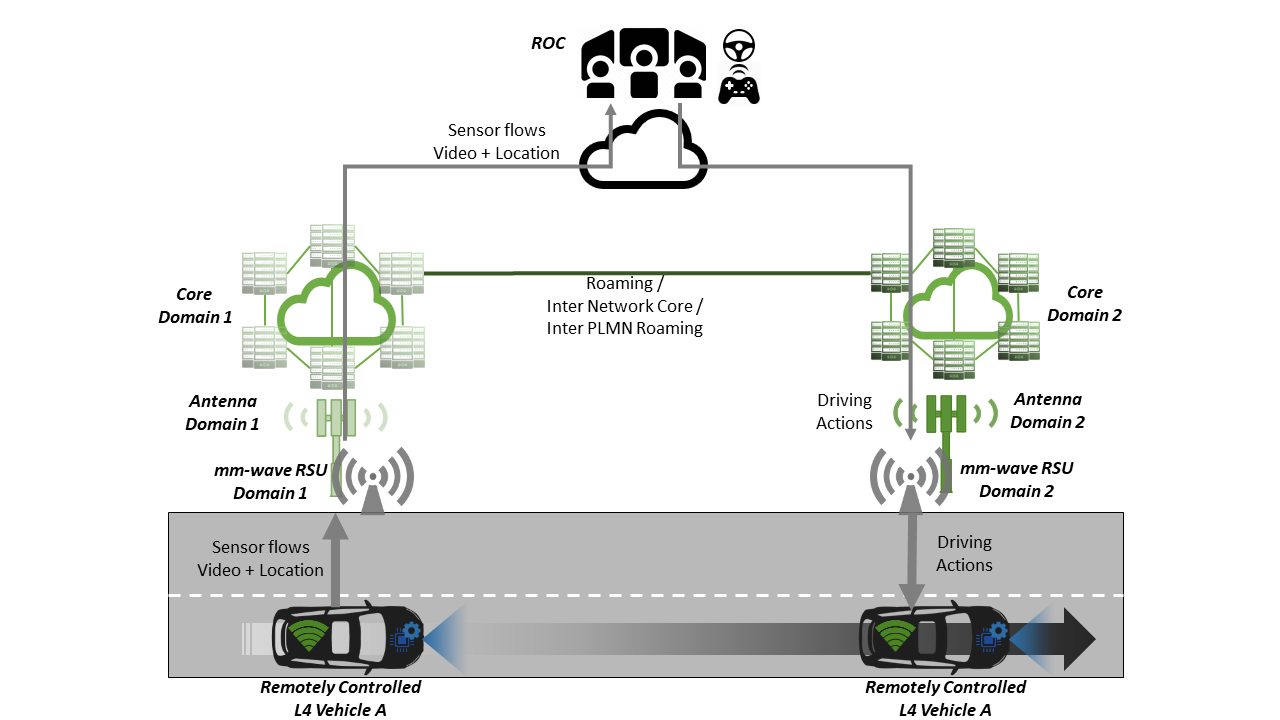 ROC
Sensor flows
Video + Location
Roaming /
Inter Network Core /
Inter PLMN Roaming
Core
Domain 1
Core
Domain 2
Antenna
Domain 1
Driving
Actions
Antenna
Domain 2
mm-wave RSU
Domain 1
mm-wave RSU
Domain 2
Sensor flows
Video + Location
Driving
Actions
Remotely Controlled
L4 Vehicle A
Remotely Controlled
L4 Vehicle A